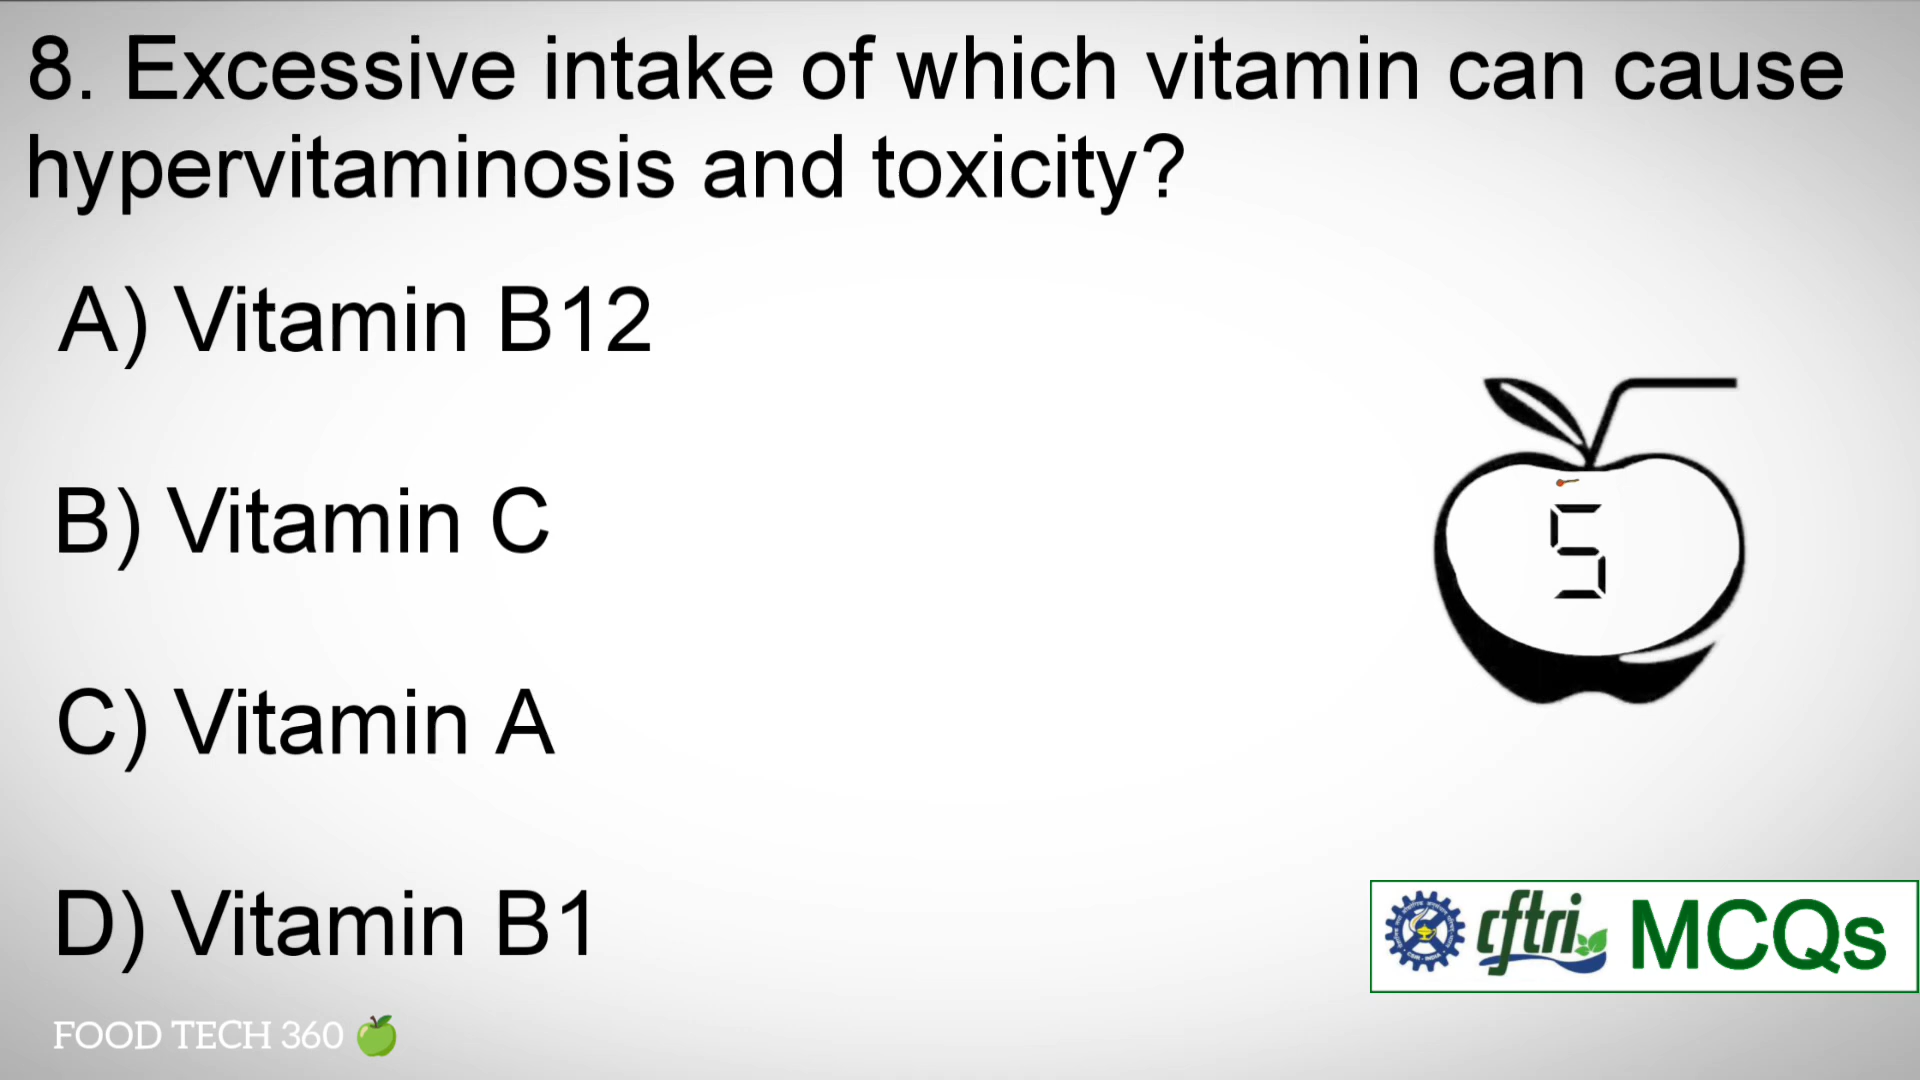 8. Excessive intake of which vitamin can cause
hypervitaminosis and toxicity?
A) Vitamin B12
B) Vitamin C
C) Vitamin A
D) Vitamin B1
5
cftri MCQs
FOOD TECH 360